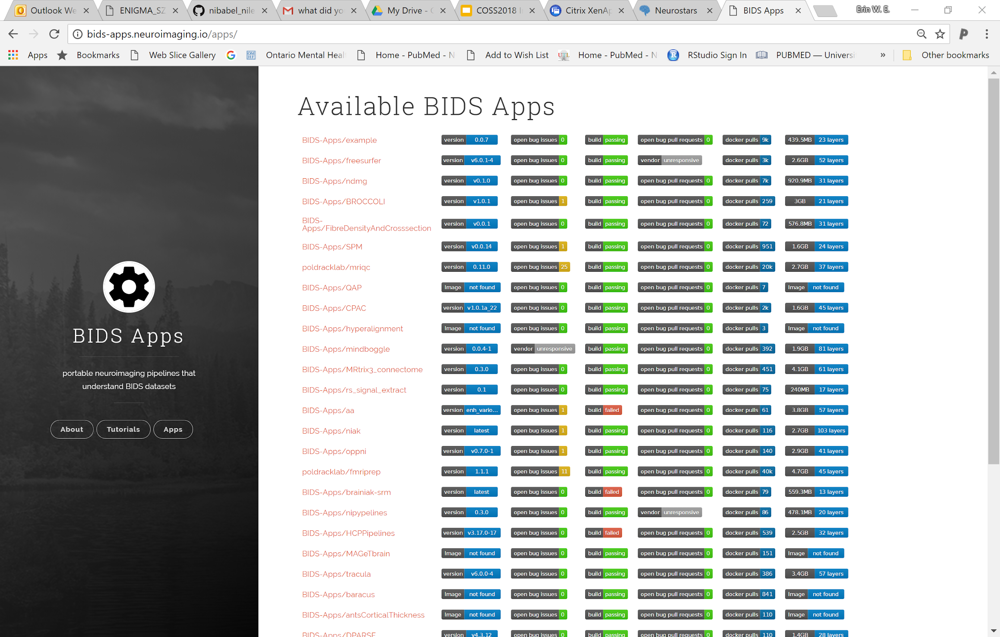 Outlook We
ENIGMA_SZ
nibabel_nile
what did yo
My Drive - G
COSS2018 I
Citrix XenAp
Neurostars
BIDS Apps
Erin W. E.
bids-apps.neuroimaging.io/apps/
Apps
Bookmarks
Web Slice Gallery
Ontario Mental Heal
Home - PubMed - N
Add to Wish List
UTL
Home - PubMed - N
RStudio Sign In
PUBMED — Universi
»
Other bookmarks
BIDS Apps
portable neuroimaging pipelines that
understand BIDS datasets
About Tutorials Apps
Available BIDS Apps
BIDS-Apps/example version 0.0.7 open bug issues 0 build passing open bug pull requests 0 docker pulls 9k 439.5MB 23 layers
BIDS-Apps/freesurfer version v6.0.1-4 open bug issues 0 build passing vendor unresponsive docker pulls 3k 2.6GB 52 layers
BIDS-Apps/ndmg version v0.1.0 open bug issues 0 build passing open bug pull requests 0 docker pulls 7k 920.9MB 31 layers
BIDS-Apps/BROCCOLI version v1.0.1 open bug issues 1 build passing open bug pull requests 0 docker pulls 259 3GB 21 layers
BIDS-
Apps/FibreDensityAndCrosssection version v0.0.1 open bug issues 0 build passing open bug pull requests 0 docker pulls 72 576.8MB 31 layers
BIDS-Apps/SPM version v0.0.14 open bug issues 1 build passing open bug pull requests 0 docker pulls 951 1.6GB 24 layers
poldracklab/mriqc version 0.11.0 open bug issues 25 build passing open bug pull requests 0 docker pulls 20k 2.7GB 37 layers
BIDS-Apps/QAP Image not found open bug issues 0 build passing open bug pull requests 0 docker pulls 7 Image not found
BIDS-Apps/CPAC version v1.0.1a_22 open bug issues 0 build passing open bug pull requests 0 docker pulls 2k 1.6GB 45 layers
BIDS-Apps/hyperalignment Image not found open bug issues 0 build passing open bug pull requests 0 docker pulls 3 Image not found
BIDS-Apps/mindboggle version 0.0.4-1 vendor unresponsive build passing open bug pull requests 0 docker pulls 392 1.9GB 81 layers
BIDS-Apps/MRtrix3_connectome version 0.3.0 open bug issues 0 build passing open bug pull requests 0 docker pulls 451 4.1GB 61 layers
BIDS-Apps/rs_signal_extract version 0.1 open bug issues 0 build passing open bug pull requests 0 docker pulls 75 240MB 17 layers
BIDS-Apps/aa version enh_vario... open bug issues 1 build failed open bug pull requests 0 docker pulls 61 3.8GB 57 layers
BIDS-Apps/niak version latest open bug issues 1 build passing open bug pull requests 0 docker pulls 116 2.7GB 103 layers
BIDS-Apps/oppni version v0.7.0-1 open bug issues 1 build passing open bug pull requests 0 docker pulls 140 2.9GB 41 layers
poldracklab/fmriprep version 1.1.1 open bug issues 11 build passing open bug pull requests 0 docker pulls 40k 4.7GB 45 layers
BIDS-Apps/brainiak-srm version latest open bug issues 0 build failed open bug pull requests 0 docker pulls 79 559.3MB 13 layers
BIDS-Apps/nipypelines version 0.3.0 open bug issues 0 build passing vendor unresponsive docker pulls 86 478.1MB 20 layers
BIDS-Apps/HCPPipelines version v3.17.0-17 open bug issues 0 build failed open bug pull requests 0 docker pulls 539 2.5GB 32 layers
BIDS-Apps/MAGeTbrain Image not found open bug issues 0 build passing open bug pull requests 0 docker pulls 151 Image not found
BIDS-Apps/tracula version v6.0.0-4 open bug issues 0 build passing open bug pull requests 0 docker pulls 386 3.4GB 57 layers
BIDS-Apps/baracus Image not found open bug issues 0 build passing open bug pull requests 0 docker pulls 841 Image not found
BIDS-Apps/antsCorticalThickness Image not found open bug issues 0 build passing open bug pull requests 0 docker pulls 110 Image not found
BIDS-Apps/DPARSF version v4.3.12 open bug issues 0 build passing open bug pull requests 0 docker pulls 110 1.4GB 28 layers